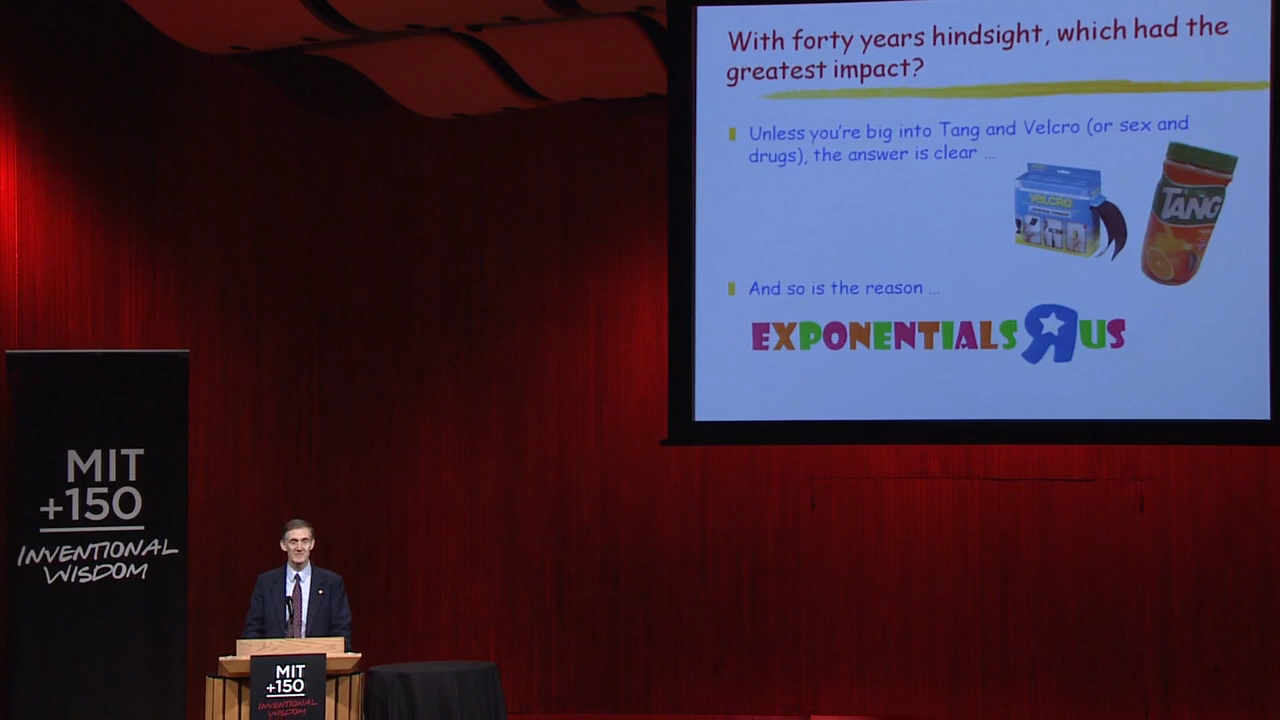 With forty years hindsight, which had the
greatest impact?
Unless you're big into Tang and Velcro (or sex and
drugs), the answer is clear …
VELCRO
TANG
And so is the reason …
EXPONENTIALS R US
MIT
+150
INVENTIONAL
WISDOM
MIT
+150
INVENTIONAL
WISDOM